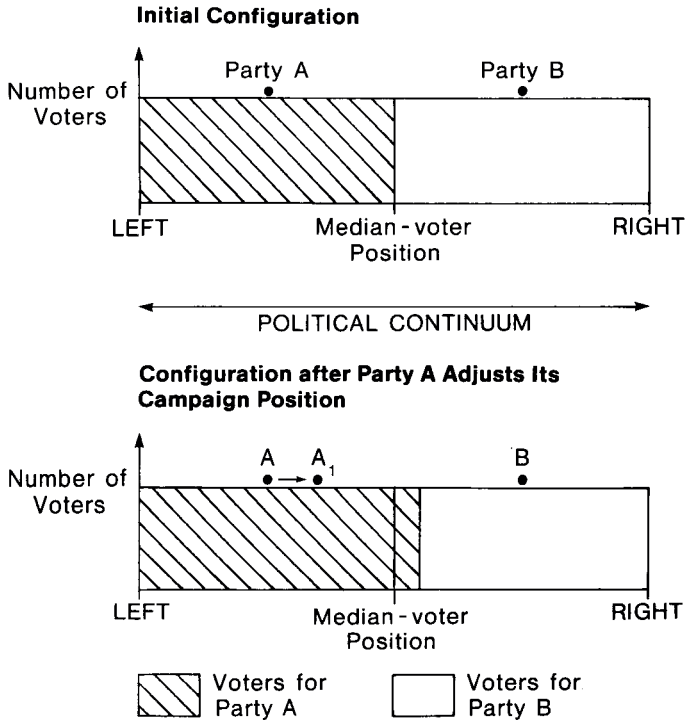 Initial Configuration
Party A
Party B
Number of
Voters
LEFT
Median-voter
Position
RIGHT
POLITICAL CONTINUUM
Configuration after Party A Adjusts Its
Campaign Position
A
A1
B
Number of
Voters
LEFT
Median-voter
Position
RIGHT
Voters for
Party A
Voters for
Party B